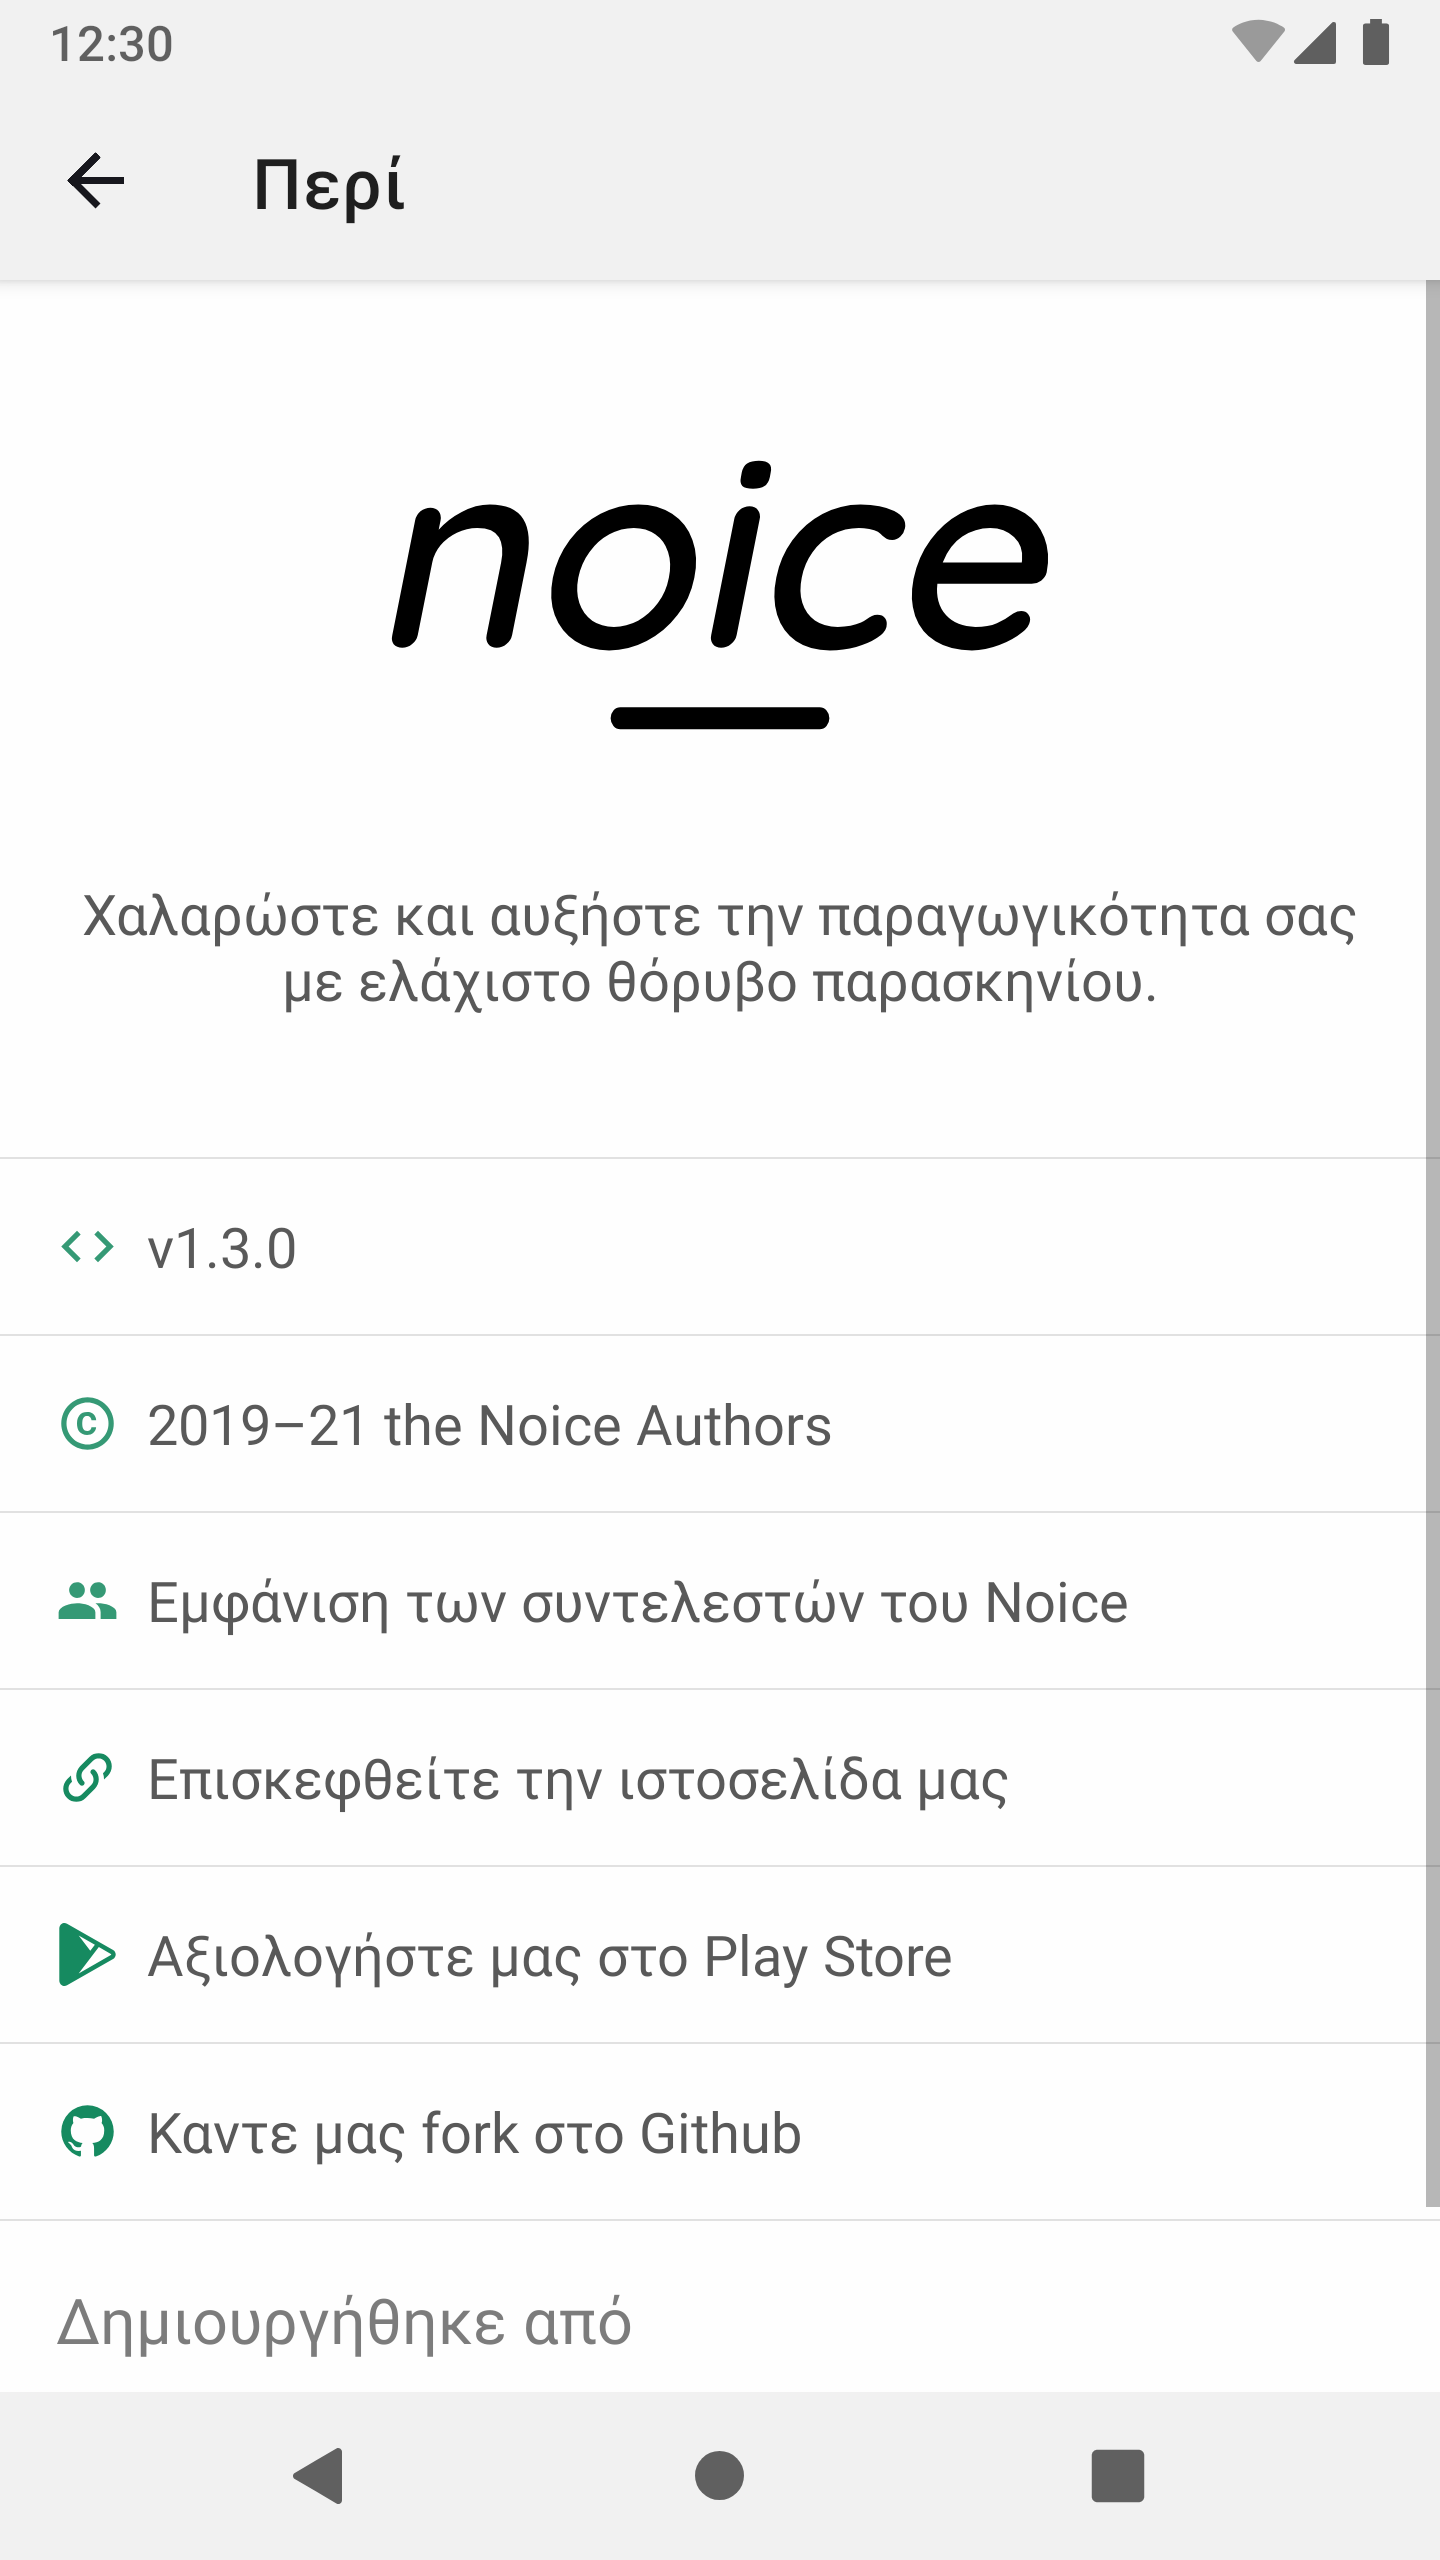 12:30
Περί
noice
Χαλαρώστε και αυξήστε την παραγωγικότητα σας
με ελάχιστο θόρυβο παρασκηνίου.
v1.3.0
2019–21 the Noice Authors
Εμφάνιση των συντελεστών του Noice
Επισκεφθείτε την ιστοσελίδα μας
Αξιολογήστε μας στο Play Store
Καντε μας fork στο Github
Δημιουργήθηκε από